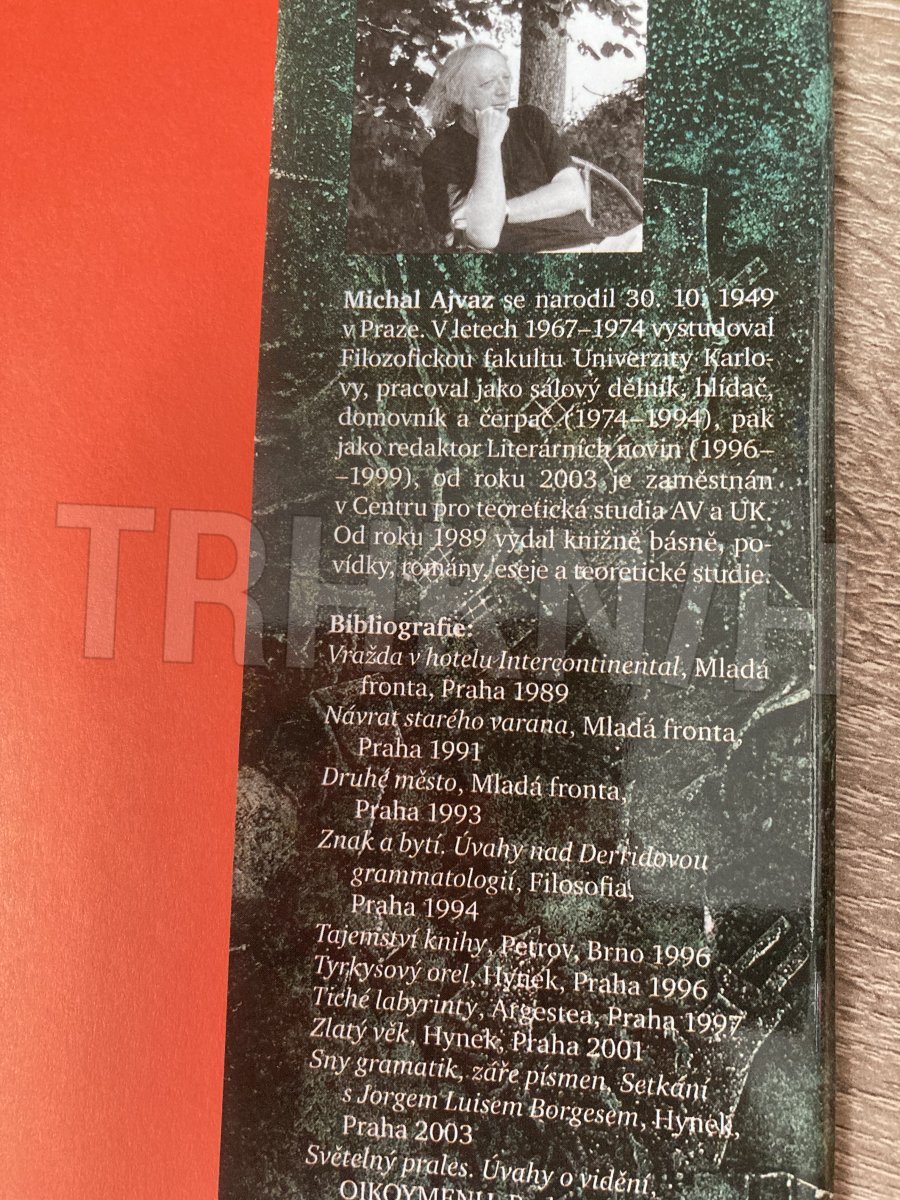 Michal Ajvaz se narodil 30. 10. 1949
v Praze. V letech 1967–1974 vystudoval
Filozofickou fakultu Univerzity Karlo-
vy, pracoval jako sálový dělník, hlídač,
domovník a čerpač (1974–1994), pak
jako redaktor Literárních novin (1996–
–1999), od roku 2003 je zaměstnán
v Centru pro teoretická studia AV a UK.
Od roku 1989 vydal knižně básně, po-
vídky, romány, eseje a teoretické studie.
Bibliografie:
Vražda v hotelu Intercontinental, Mladá
fronta, Praha 1989
Návrat starého varana, Mladá fronta,
Praha 1991
Druhé město, Mladá fronta,
Praha 1993
Znak a bytí. Úvahy nad Derridovou
grammatologií, Filosofia,
Praha 1994
Tajemství knihy, Petrov, Brno 1996
Tyrkysový orel, Hynek, Praha 1996
Tiché labyrinty, Argestea, Praha 1997
Zlatý věk, Hynek, Praha 2001
Sny gramatik, záře písmen. Setkání
s Jorgem Luisem Borgesem, Hynek,
Praha 2003
Světelný prales. Úvahy o vidění,
OIKOYMENH,